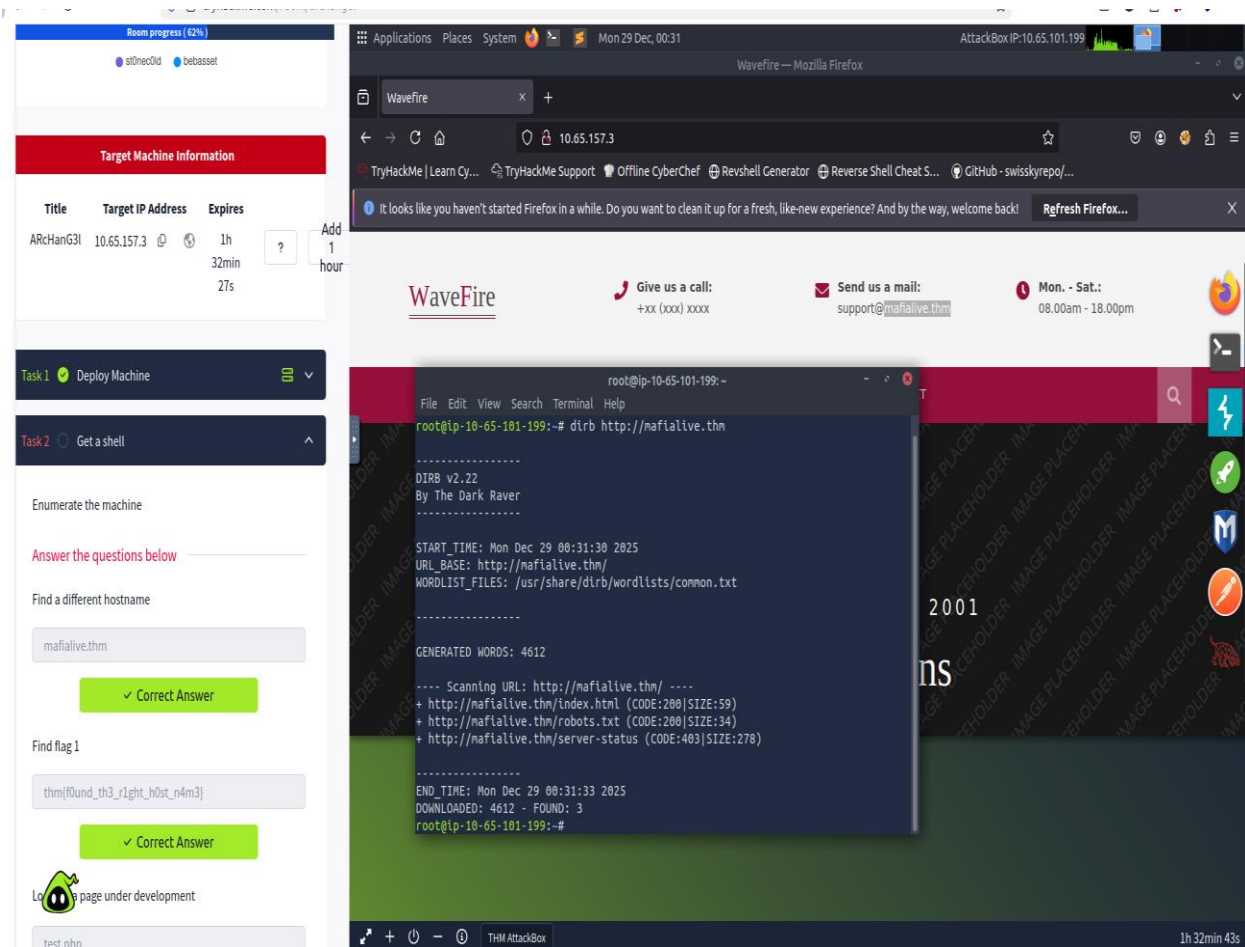 Room progress ( 62% )
st0nec0ld bebasset
Target Machine Information
Title Target IP Address Expires
ARcHanG3l 10.65.157.3 1h 32min 27s ? Add 1 hour
Task 1 Deploy Machine
Task 2 Get a shell
Enumerate the machine
Answer the questions below
Find a different hostname
mafialive.thm
✓ Correct Answer
Find flag 1
thm{f0und_th3_r1ght_h0st_n4m3}
✓ Correct Answer
page under development
test.php
Applications Places System Mon 29 Dec, 00:31 AttackBox IP:10.65.101.199
Wavefire — Mozilla Firefox
Wavefire
10.65.157.3
TryHackMe | Learn Cy... TryHackMe Support Offline CyberChef Revshell Generator Reverse Shell Cheat S... GitHub - swisskyrepo/...
It looks like you haven't started Firefox in a while. Do you want to clean it up for a fresh, like-new experience? And by the way, welcome back! Refresh Firefox...
WaveFire
Give us a call:
+xx (xxx) xxxx
Send us a mail:
support@mafialive.thm
Mon. - Sat.:
08.00am - 18.00pm
2001
ns
IMAGE PLACEHOLDER
root@ip-10-65-101-199: ~
File Edit View Search Terminal Help
root@ip-10-65-101-199:~# dirb http://mafialive.thm
-----------------
DIRB v2.22
By The Dark Raver
-----------------
START_TIME: Mon Dec 29 00:31:30 2025
URL_BASE: http://mafialive.thm/
WORDLIST_FILES: /usr/share/dirb/wordlists/common.txt
-----------------
GENERATED WORDS: 4612
---- Scanning URL: http://mafialive.thm/ ----
+ http://mafialive.thm/index.html (CODE:200|SIZE:59)
+ http://mafialive.thm/robots.txt (CODE:200|SIZE:34)
+ http://mafialive.thm/server-status (CODE:403|SIZE:278)
-----------------
END_TIME: Mon Dec 29 00:31:33 2025
DOWNLOADED: 4612 - FOUND: 3
root@ip-10-65-101-199:~#
THM AttackBox
1h 32min 43s